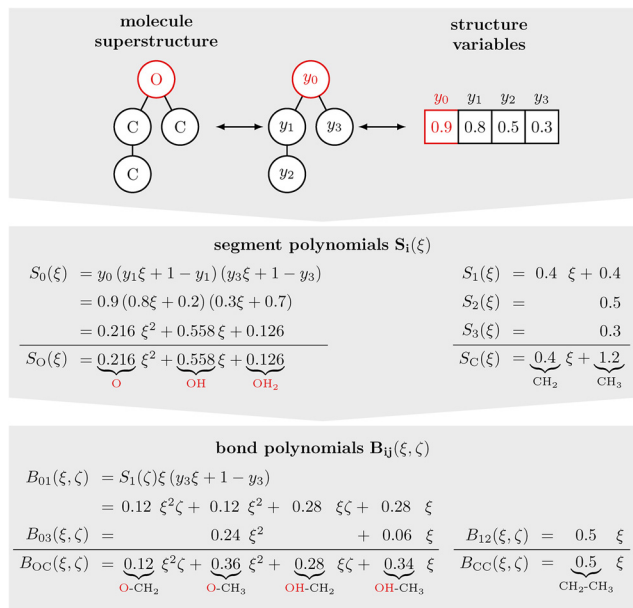 molecule superstructure
structure variables
O
C C
C
y₀
y₁ y₃
y₂
y₀ y₁ y₂ y₃
0.9 0.8 0.5 0.3
segment polynomials Sᵢ(ξ)
S₀(ξ) = y₀ (y₁ξ + 1 − y₁) (y₃ξ + 1 − y₃)
= 0.9 (0.8ξ + 0.2) (0.3ξ + 0.7)
= 0.216 ξ² + 0.558 ξ + 0.126
S_O(ξ) = 0.216 ξ² + 0.558 ξ + 0.126
O OH OH₂
S₁(ξ) = 0.4 ξ + 0.4
S₂(ξ) = 0.5
S₃(ξ) = 0.3
S_C(ξ) = 0.4 ξ + 1.2
CH₂ CH₃
bond polynomials Bᵢⱼ(ξ, ζ)
B₀₁(ξ, ζ) = S₁(ζ)ξ (y₃ξ + 1 − y₃)
= 0.12 ξ²ζ + 0.12 ξ² + 0.28 ξζ + 0.28 ξ
B₀₃(ξ, ζ) = 0.24 ξ² + 0.06 ξ
B_OC(ξ, ζ) = 0.12 ξ²ζ + 0.36 ξ² + 0.28 ξζ + 0.34 ξ
O-CH₂ O-CH₃ OH-CH₂ OH-CH₃
B₁₂(ξ, ζ) = 0.5 ξ
B_CC(ξ, ζ) = 0.5 ξ
CH₂-CH₃